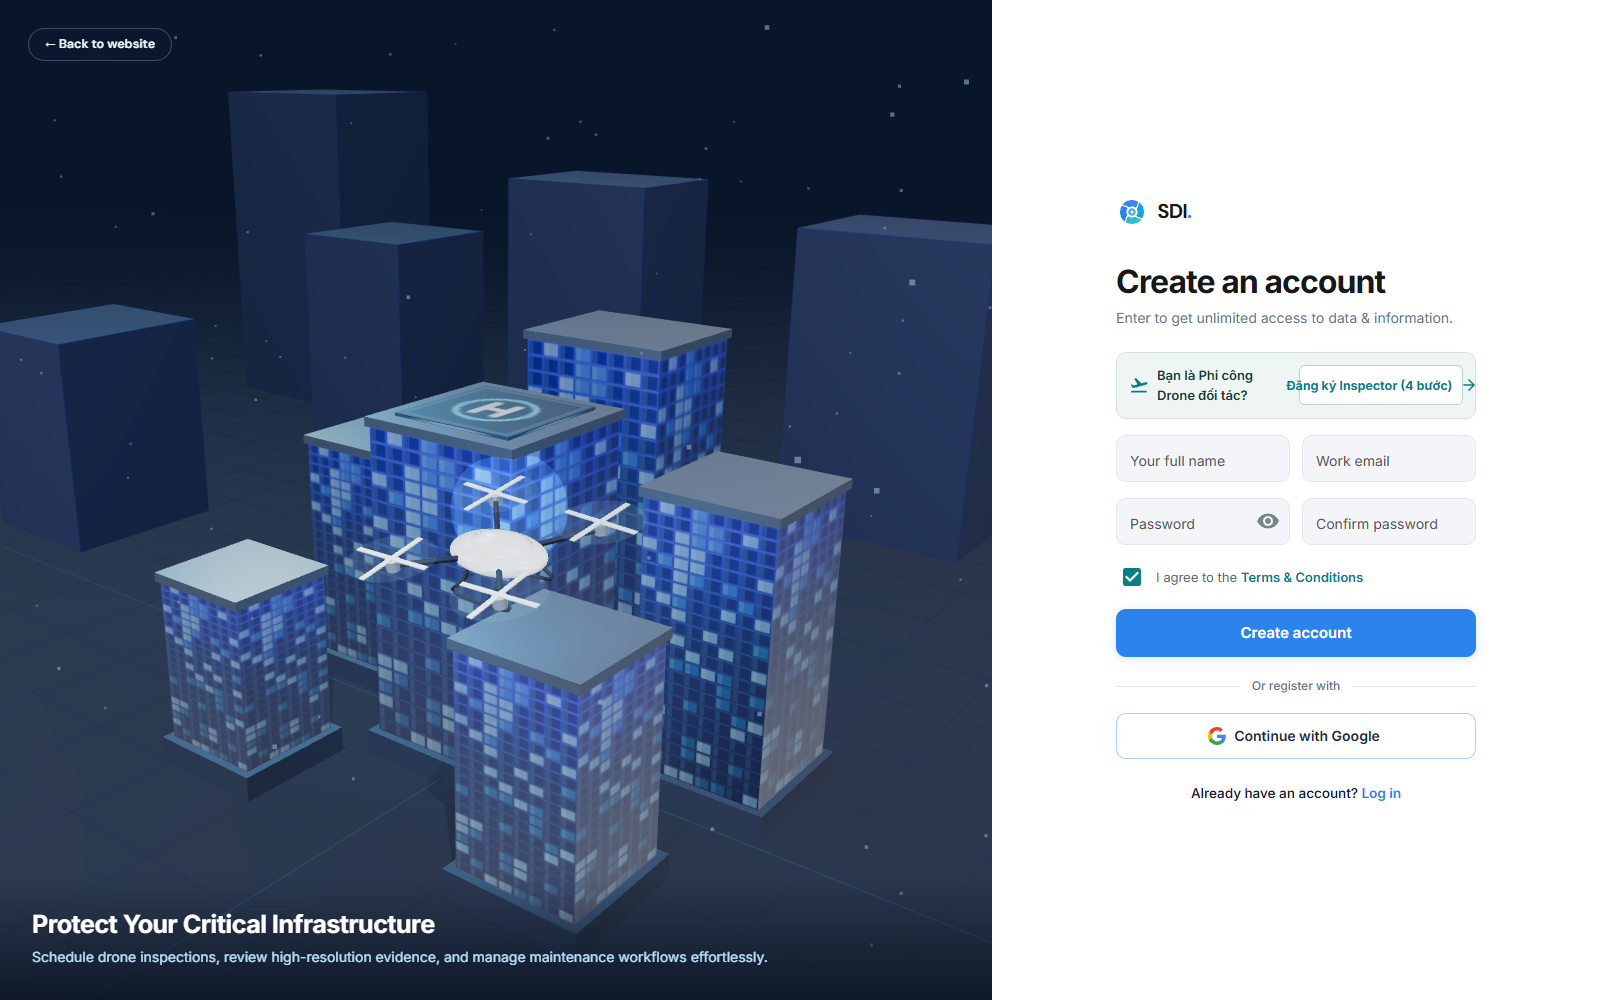 ← Back to website
SDI.
Create an account
Enter to get unlimited access to data & information.
Bạn là Phi công
Drone đối tác?
Đăng ký Inspector (4 bước) →
Your full name
Work email
Password
Confirm password
I agree to the Terms & Conditions
Create account
Or register with
Continue with Google
Already have an account? Log in
H
Protect Your Critical Infrastructure
Schedule drone inspections, review high-resolution evidence, and manage maintenance workflows effortlessly.